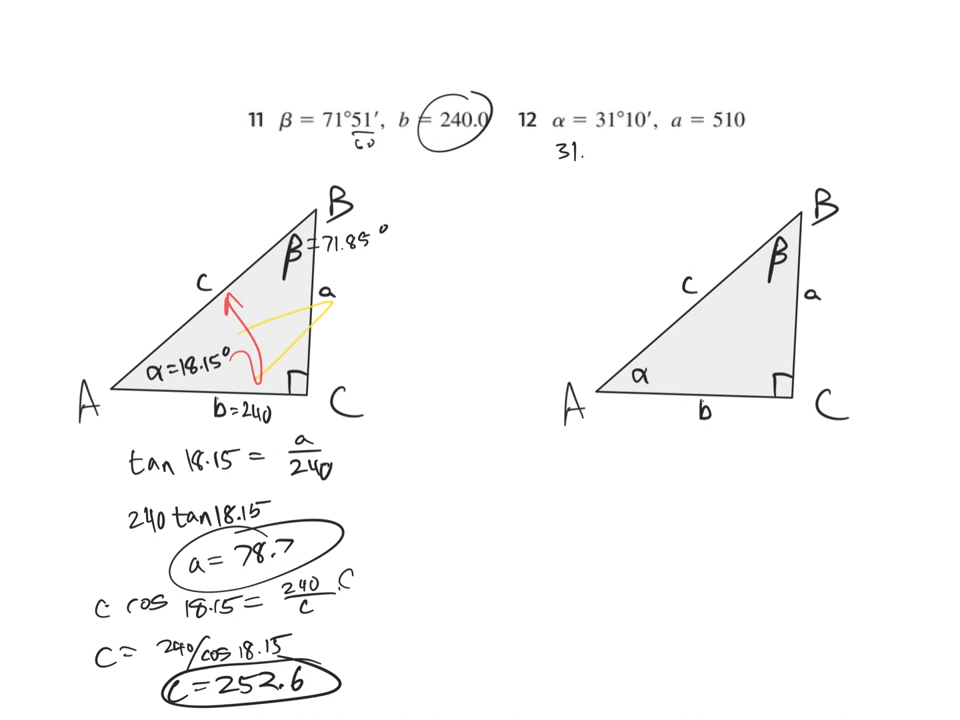 11 β = 71°51′, b = 240.0
60
12 α = 31°10′, a = 510
31.
B
β=71.85°
c
a
α=18.15°
A
b=240
C
tan 18.15 = a/240
240 tan 18.15
a = 78.7
c · cos 18.15 = 240/c · c
c = 240/cos 18.15
c = 252.6
B
β
c
a
α
A
b
C